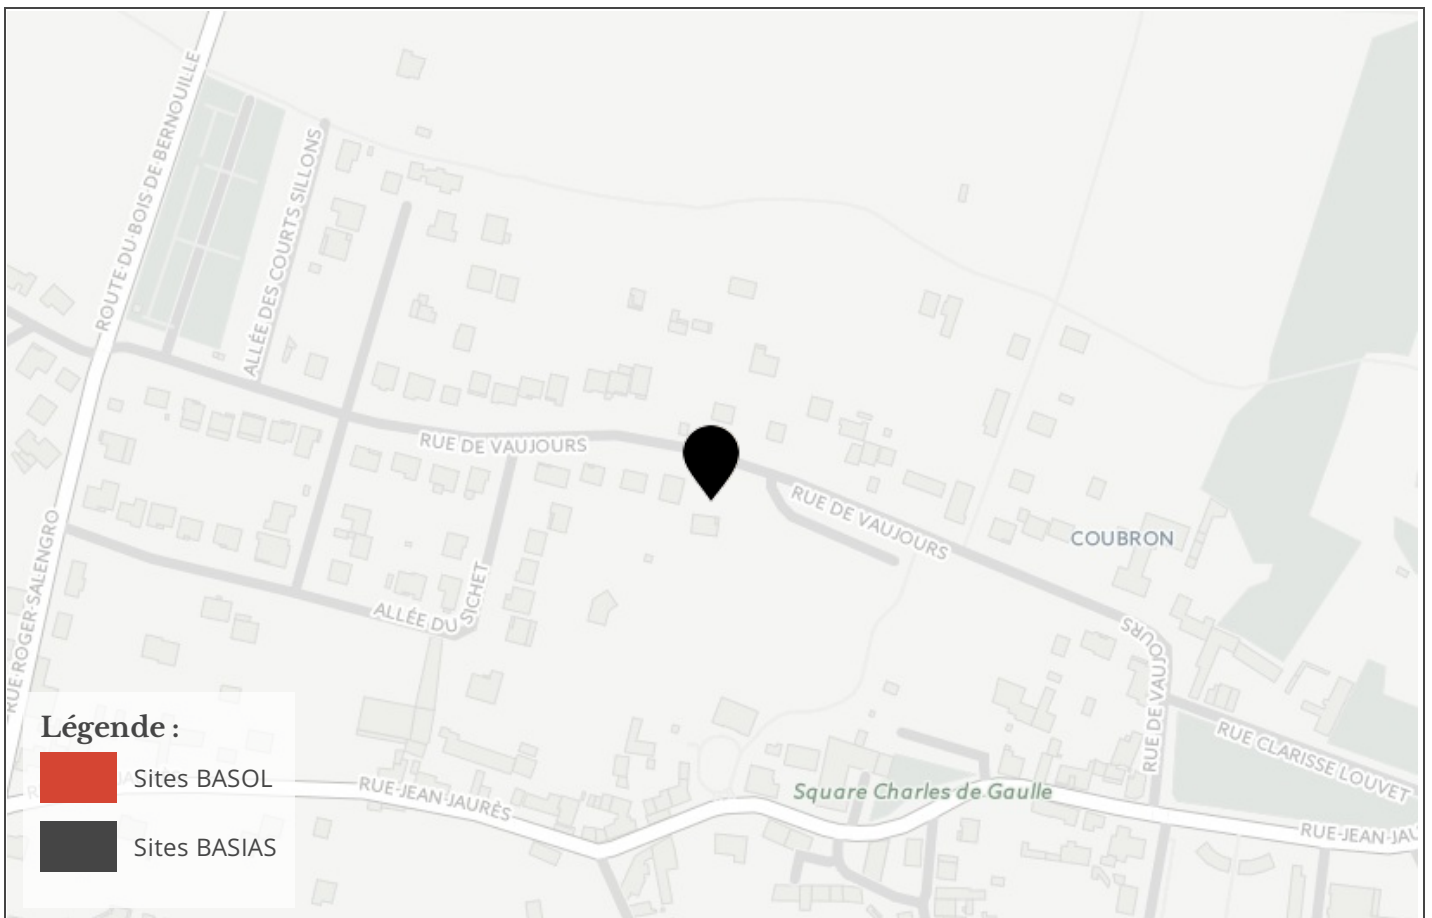 ROUTE DU BOIS DE BERNOUILLE
ALLÉE DES COURTS SILLONS
RUE DE VAUJOURS
RUE DE VAUJOURS
COUBRON
RUE ROGER SALENGRO
ALLÉE DU SICHET
RUE DE VAUJOURS
RUE CLARISSE LOUVET
Légende :
Sites BASOL
Sites BASIAS
RUE JEAN JAURÈS
Square Charles de Gaulle
RUE JEAN JAU